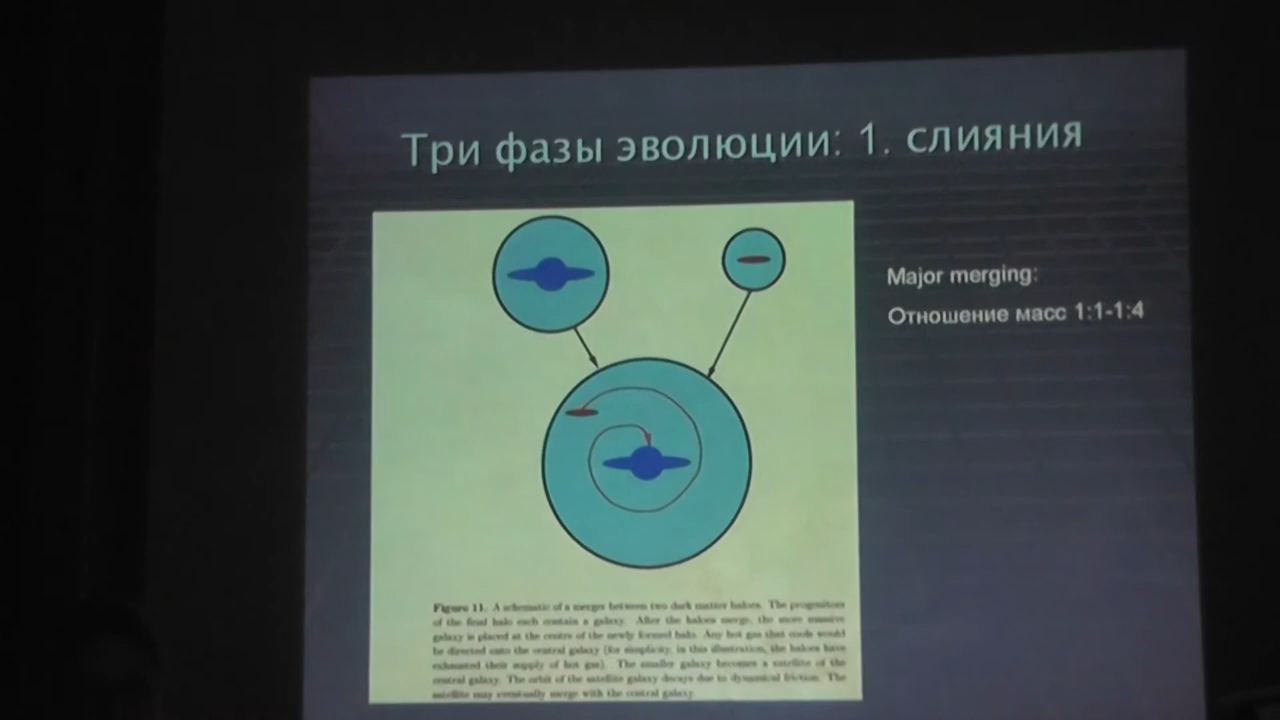 Три фазы эволюции: 1. слияния
Major merging:
Отношение масс 1:1-1:4
Figure 11. A schematic of a merger between two dark matter haloes. The progenitors
of the final halo each contain a galaxy. After the haloes merge, the more massive
galaxy is placed at the centre of the newly formed halo. Any hot gas that cools would
be directed onto the central galaxy (for simplicity, in this illustration, the haloes have
exhausted their supply of hot gas). The smaller galaxy becomes a satellite of the
central galaxy. The orbit of the satellite galaxy decays due to dynamical friction. The
satellite may eventually merge with the central galaxy.